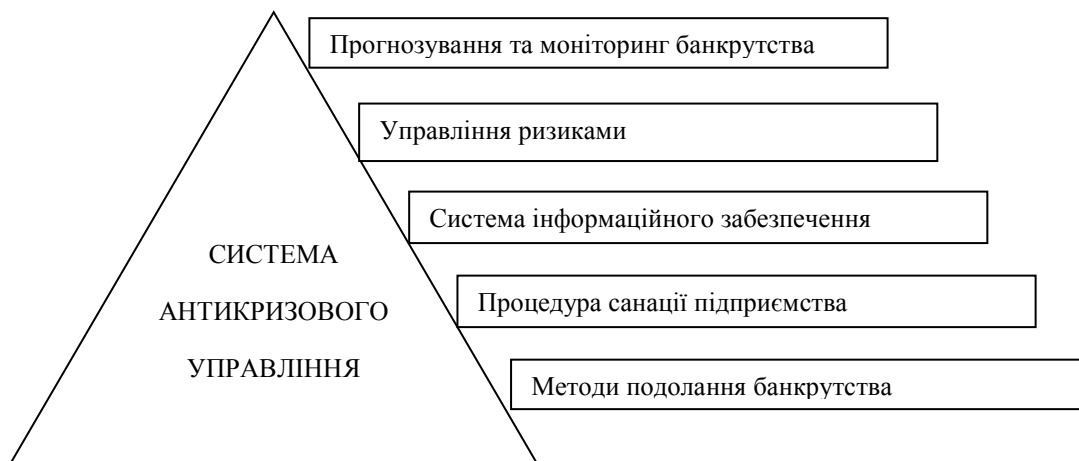 Прогнозування та моніторинг банкрутства
Управління ризиками
Система інформаційного забезпечення
Процедура санації підприємства
Методи подолання банкрутства
СИСТЕМА
АНТИКРИЗОВОГО
УПРАВЛІННЯ